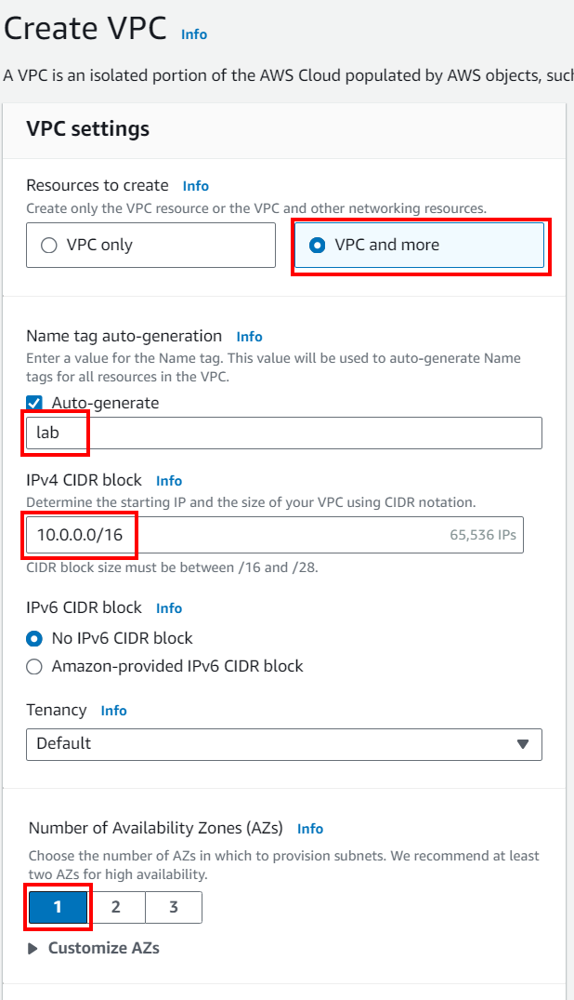 Create VPC Info
A VPC is an isolated portion of the AWS Cloud populated by AWS objects, such
VPC settings
Resources to create Info
Create only the VPC resource or the VPC and other networking resources.
VPC only
VPC and more
Name tag auto-generation Info
Enter a value for the Name tag. This value will be used to auto-generate Name
tags for all resources in the VPC.
Auto-generate
lab
IPv4 CIDR block Info
Determine the starting IP and the size of your VPC using CIDR notation.
10.0.0.0/16 65,536 IPs
CIDR block size must be between /16 and /28.
IPv6 CIDR block Info
No IPv6 CIDR block
Amazon-provided IPv6 CIDR block
Tenancy Info
Default
Number of Availability Zones (AZs) Info
Choose the number of AZs in which to provision subnets. We recommend at least
two AZs for high availability.
1 2 3
Customize AZs